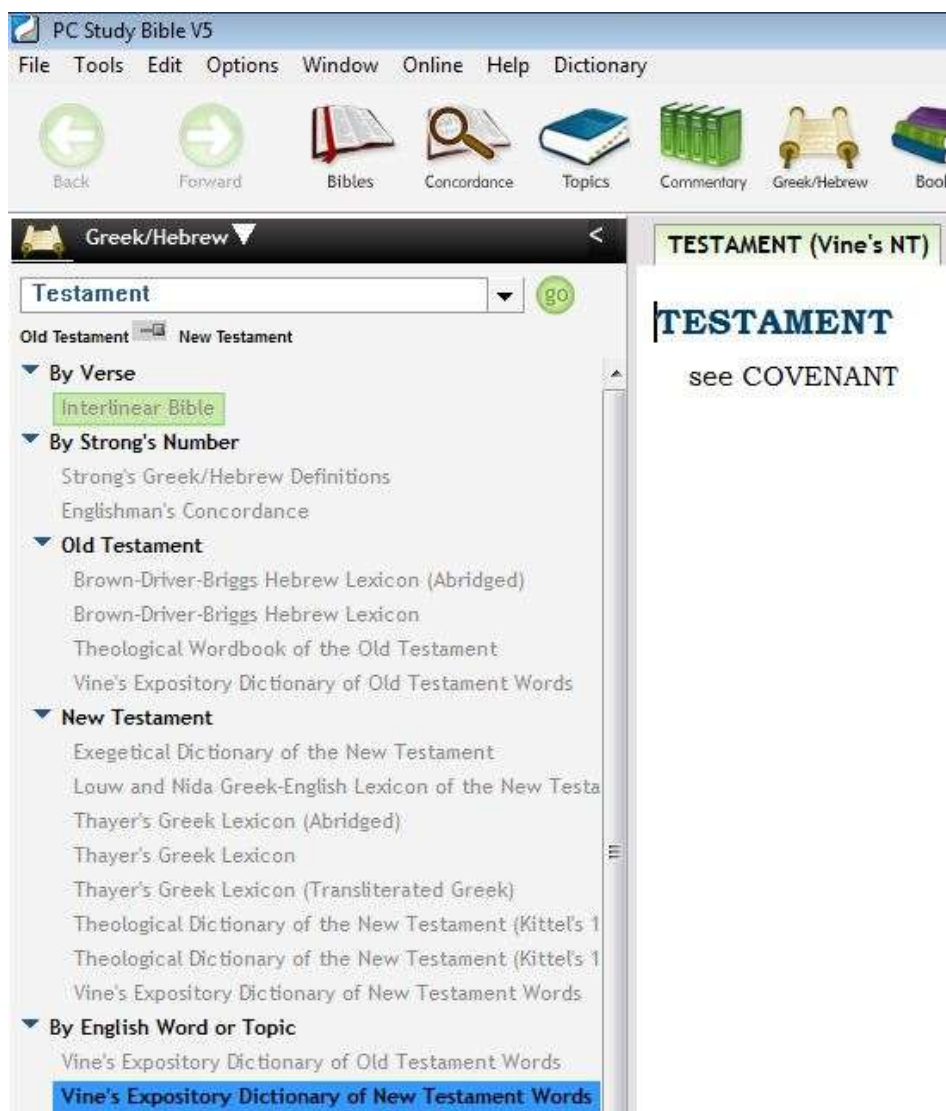 PC Study Bible V5
File Tools Edit Options Window Online Help Dictionary
Back Forward Bibles Concordance Topics Commentary Greek/Hebrew
Greek/Hebrew <
Testament go
Old Testament New Testament
By Verse
Interlinear Bible
By Strong's Number
Strong's Greek/Hebrew Definitions
Englishman's Concordance
Old Testament
Brown-Driver-Briggs Hebrew Lexicon (Abridged)
Brown-Driver-Briggs Hebrew Lexicon
Theological Wordbook of the Old Testament
Vine's Expository Dictionary of Old Testament Words
New Testament
Exegetical Dictionary of the New Testament
Louw and Nida Greek-English Lexicon of the New Testa
Thayer's Greek Lexicon (Abridged)
Thayer's Greek Lexicon
Thayer's Greek Lexicon (Transliterated Greek)
Theological Dictionary of the New Testament (Kittel's 1
Theological Dictionary of the New Testament (Kittel's 1
Vine's Expository Dictionary of New Testament Words
By English Word or Topic
Vine's Expository Dictionary of Old Testament Words
Vine's Expository Dictionary of New Testament Words
TESTAMENT (Vine's NT)
TESTAMENT
see COVENANT